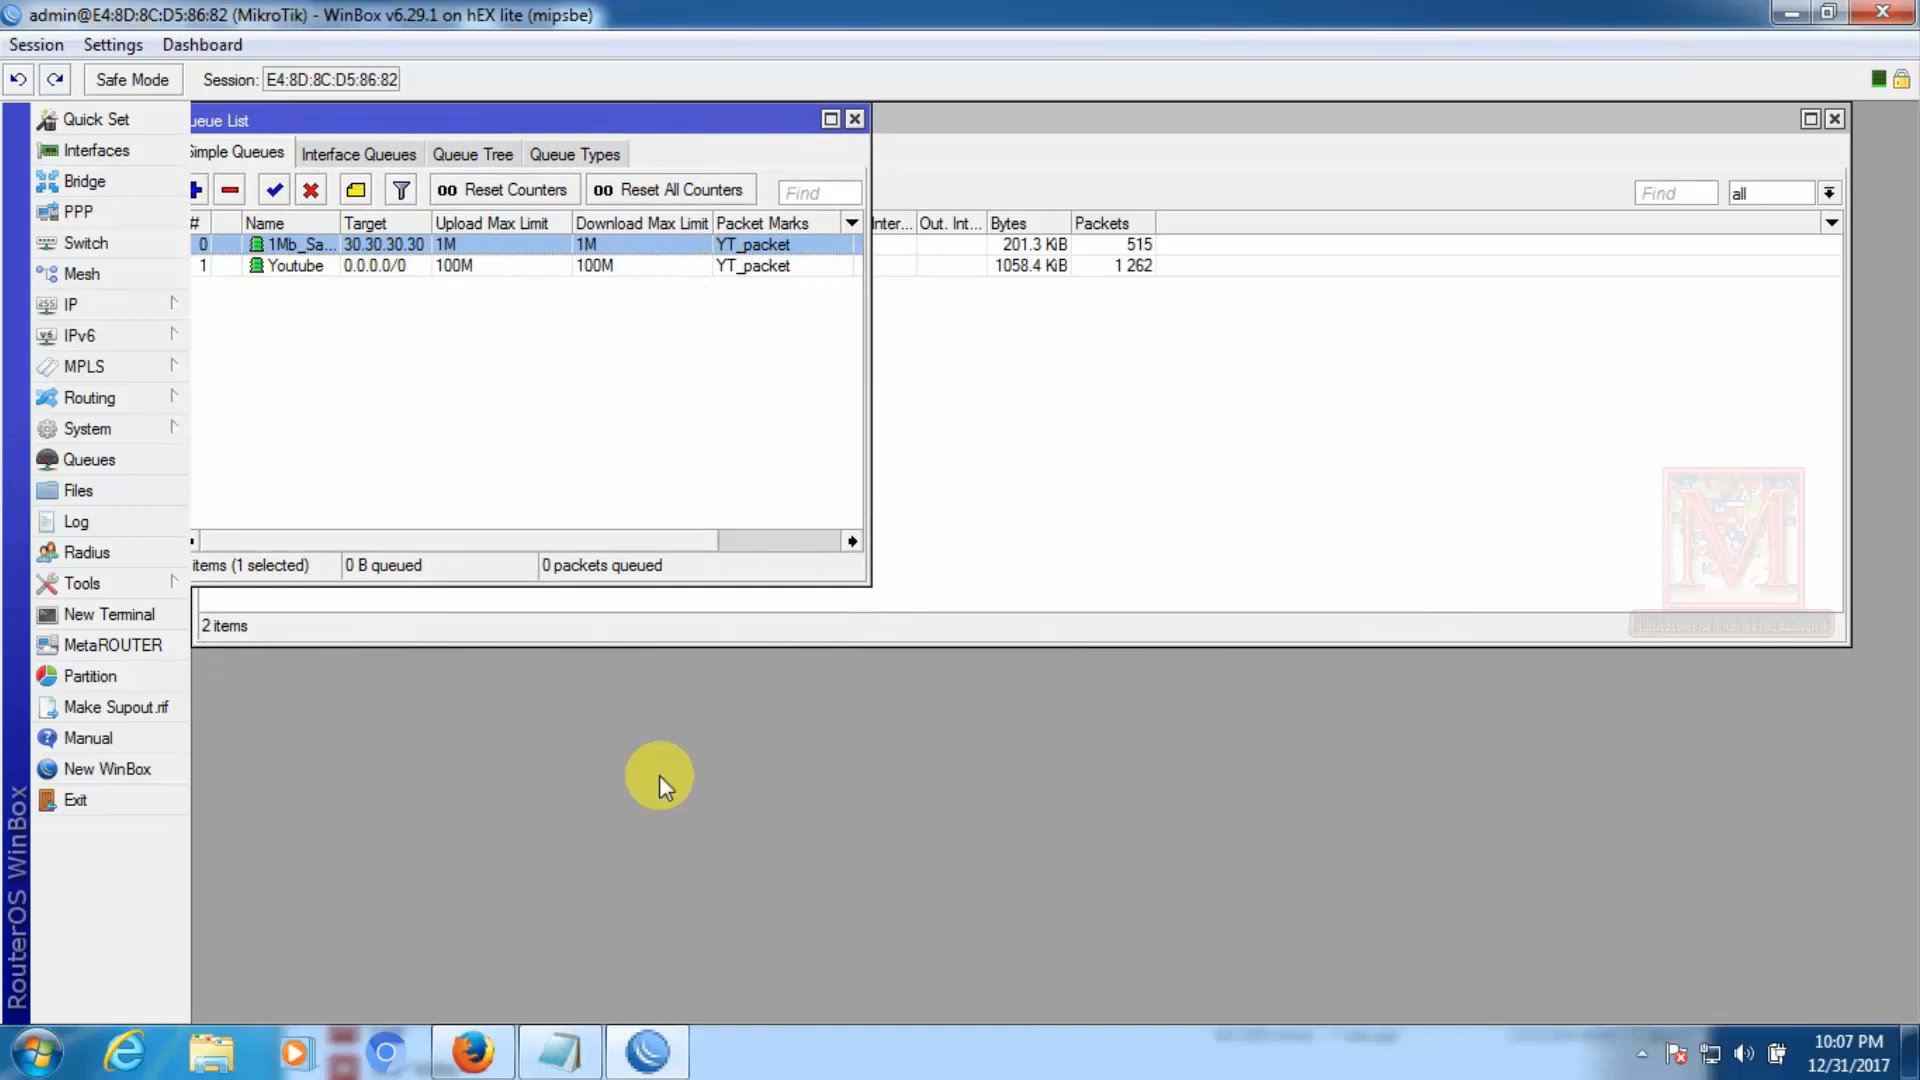 admin@E4:8D:8C:D5:86:82 (MikroTik) - WinBox v6.29.1 on hEX lite (mipsbe)
Session Settings Dashboard
Safe Mode Session: E4:8D:8C:D5:86:82
Quick Set
Interfaces
Bridge
PPP
Switch
Mesh
IP
IPv6
MPLS
Routing
System
Queues
Files
Log
Radius
Tools
New Terminal
MetaROUTER
Partition
Make Supout.rif
Manual
New WinBox
Exit
RouterOS WinBox
ueue List
Simple Queues Interface Queues Queue Tree Queue Types
00 Reset Counters 00 Reset All Counters Find
# Name Target Upload Max Limit Download Max Limit Packet Marks
0 1Mb_Sa... 30.30.30.30 1M 1M YT_packet
1 Youtube 0.0.0.0/0 100M 100M YT_packet
items (1 selected) 0 B queued 0 packets queued
Find all
Inter... Out. Int... Bytes Packets
201.3 KiB 515
1058.4 KiB 1 262
2 items
10:07 PM
12/31/2017